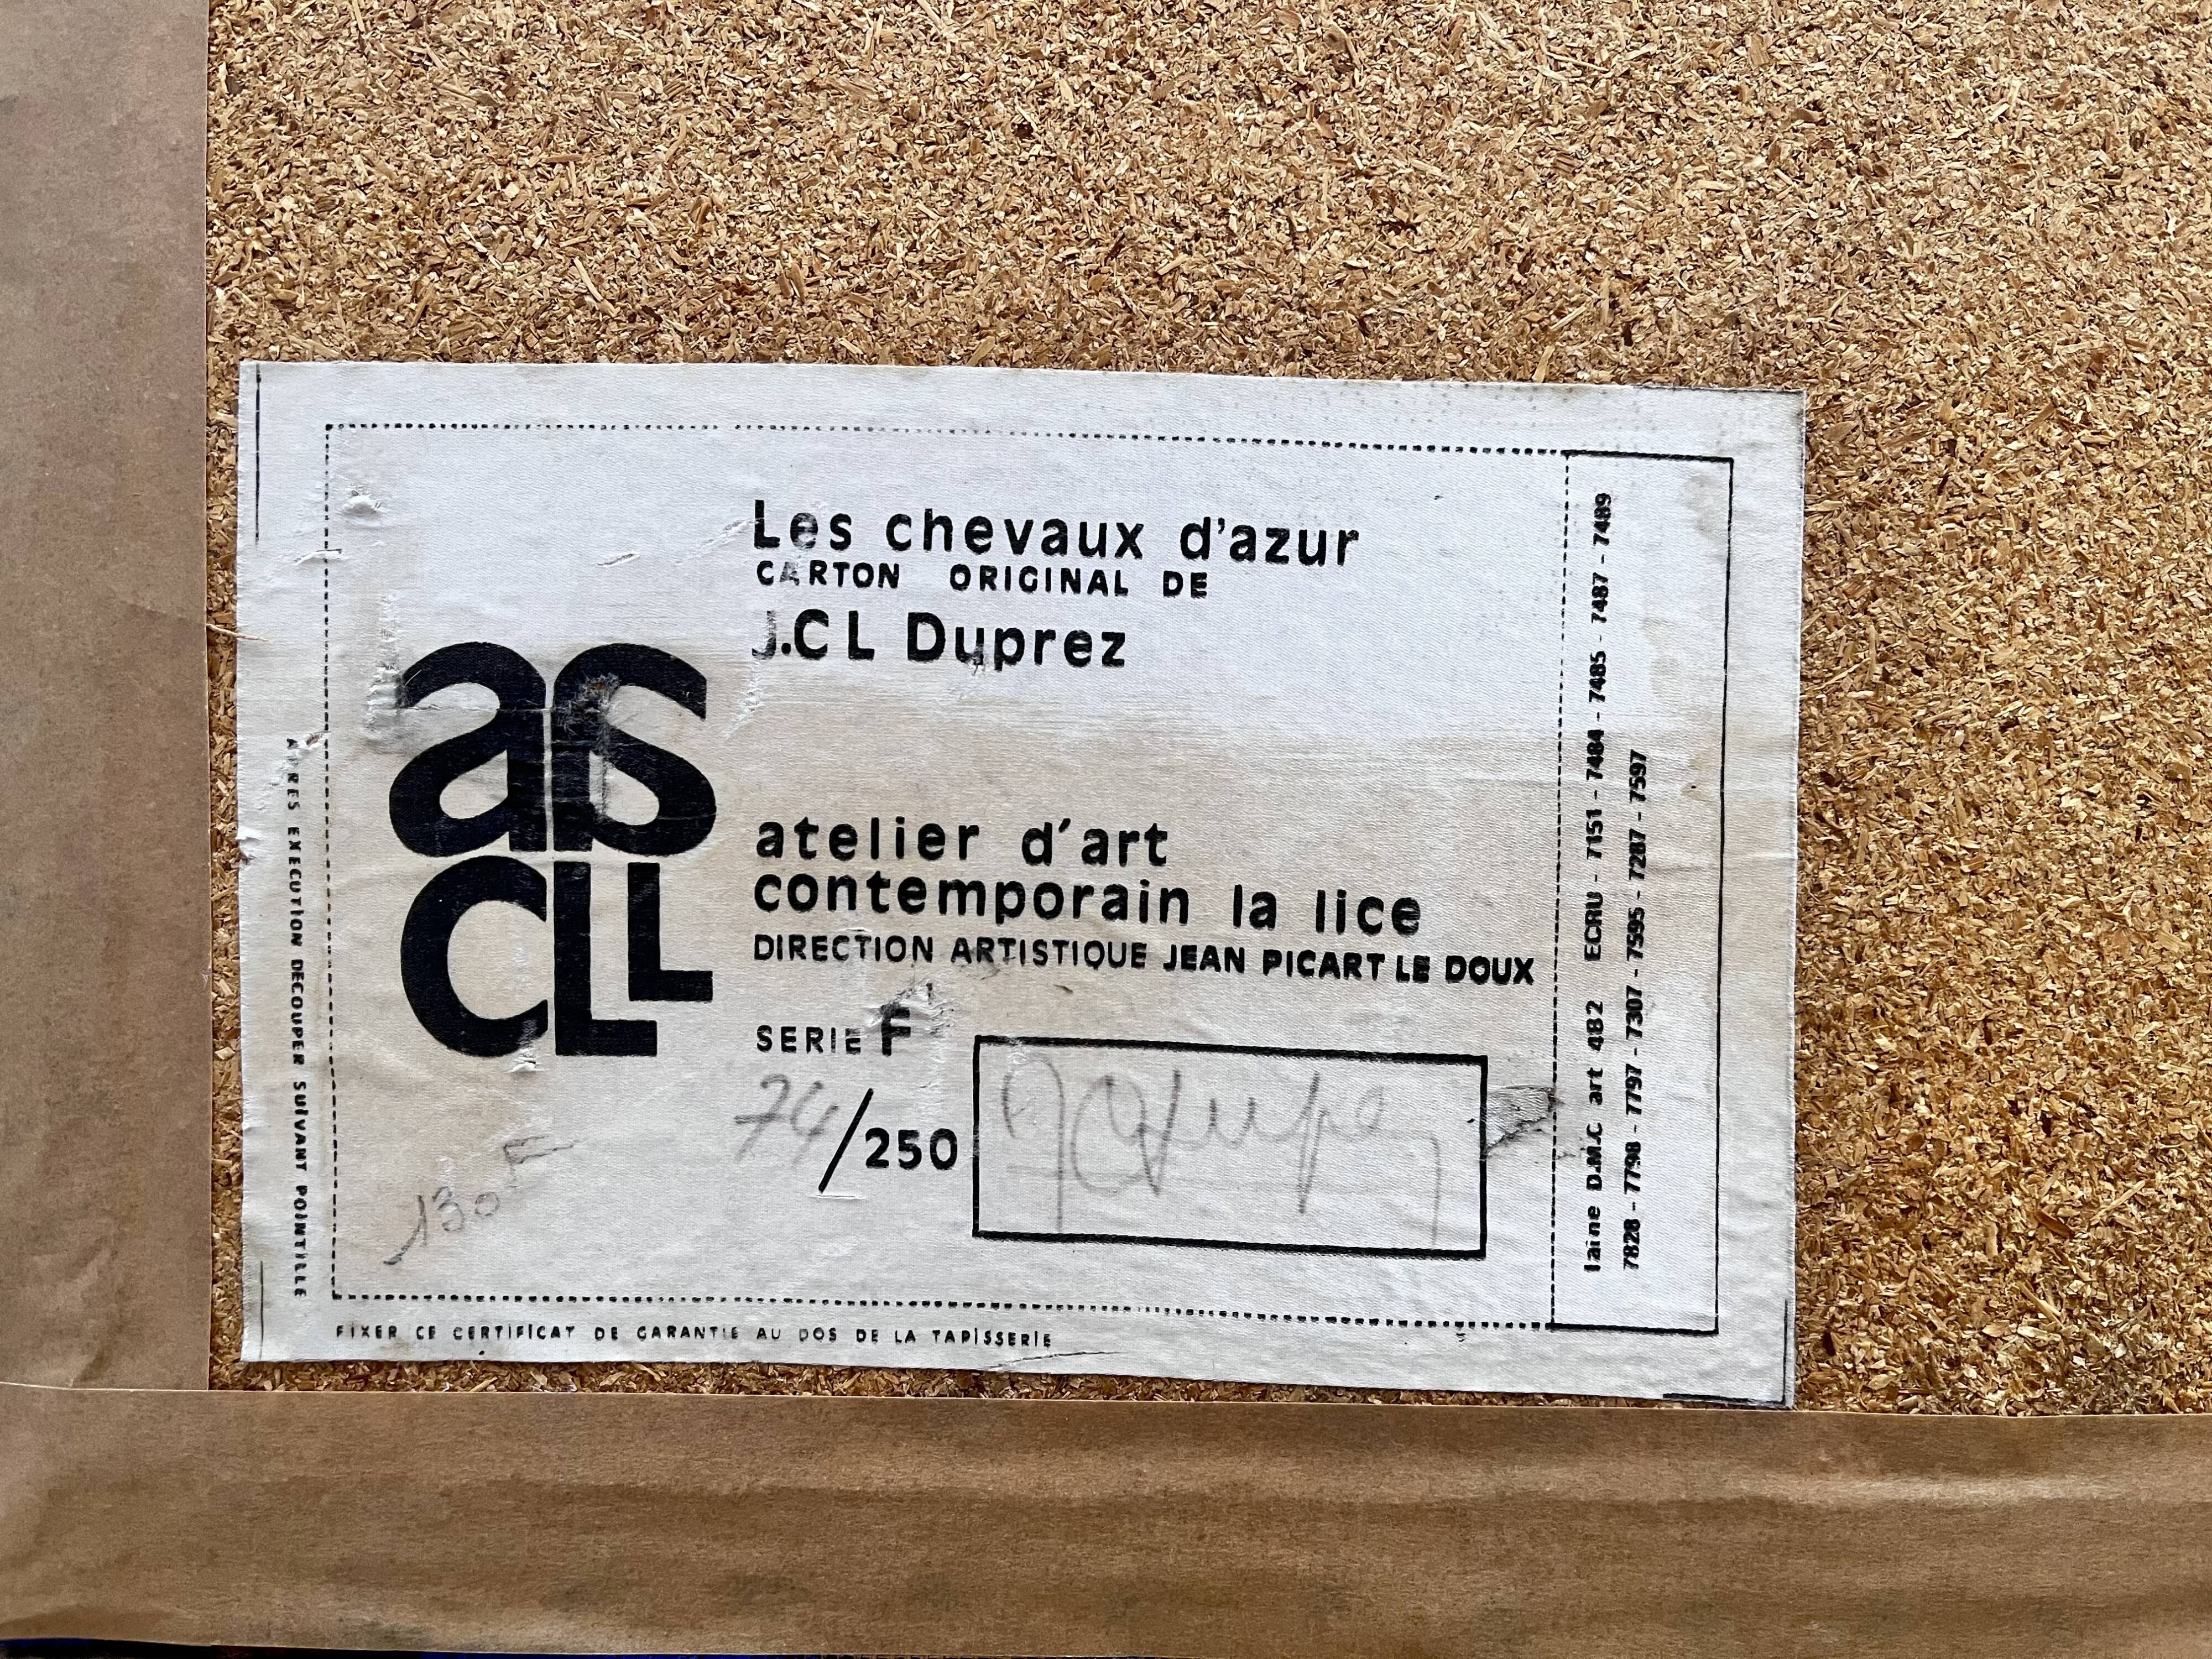 Les chevaux d'azur
CARTON ORIGINAL DE
J.CL Duprez
as
CLL
atelier d'art
contemporain la lice
DIRECTION ARTISTIQUE JEAN PICART LE DOUX
SERIE F
74/250
130 F
APRES EXECUTION DECOUPER SUIVANT POINTILLE
FIXER CE CERTIFICAT DE GARANTIE AU DOS DE LA TAPISSERIE
laine D.M.C art 482 ECRU - 7151 - 7484 - 7485 - 7487 - 7489
7828 - 7798 - 7797 - 7307 - 7595 - 7287 - 7597